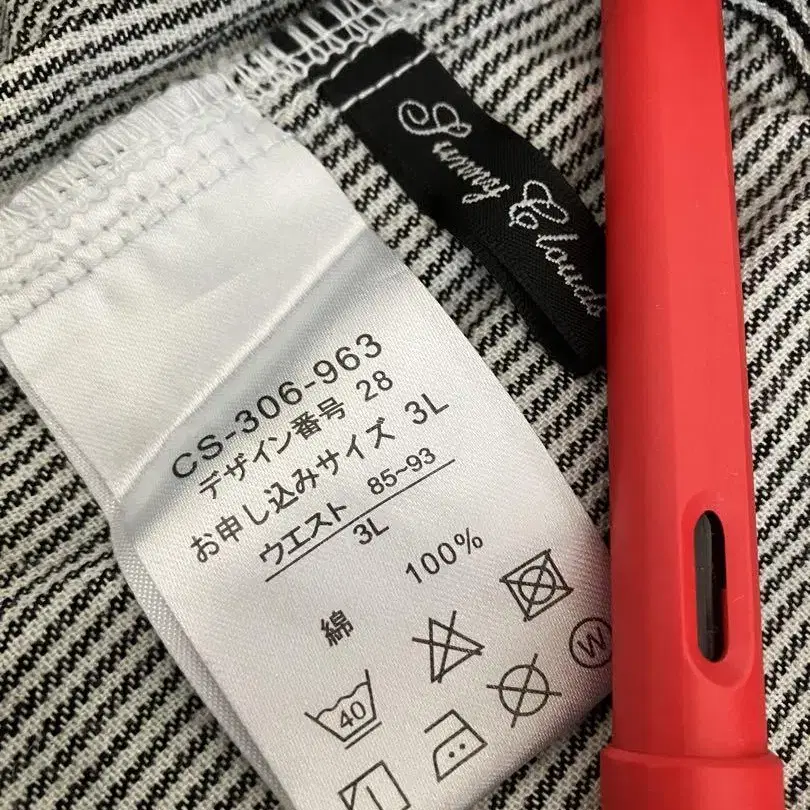 Sunny Clouds
CS-306-963
デザイン番号 28
お申し込みサイズ 3L
ウエスト 85~93
3L
綿 100%
40
W